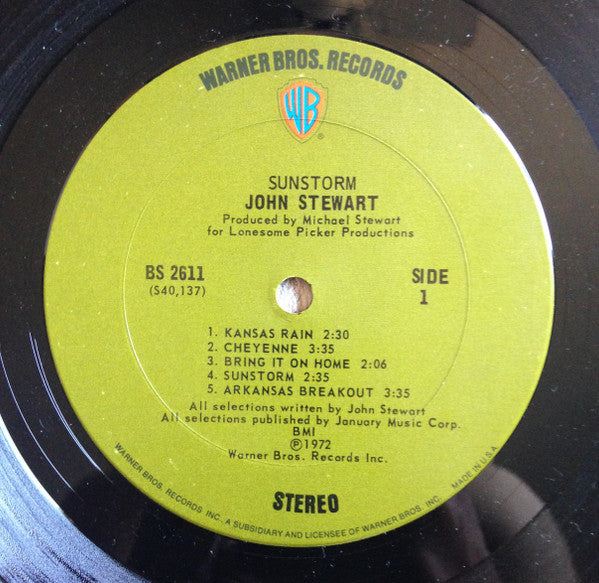 WARNER BROS. RECORDS
WB
®
SUNSTORM
JOHN STEWART
Produced by Michael Stewart
for Lonesome Picker Productions
BS 2611
(S40,137)
SIDE
1
1. KANSAS RAIN 2:30
2. CHEYENNE 3:35
3. BRING IT ON HOME 2:06
4. SUNSTORM 2:35
5. ARKANSAS BREAKOUT 3:35
All selections written by John Stewart
All selections published by January Music Corp.
BMI
Ⓟ1972
Warner Bros. Records Inc.
STEREO
WARNER BROS. RECORDS INC. A SUBSIDIARY AND LICENSEE OF WARNER BROS. INC. MADE IN U.S.A.